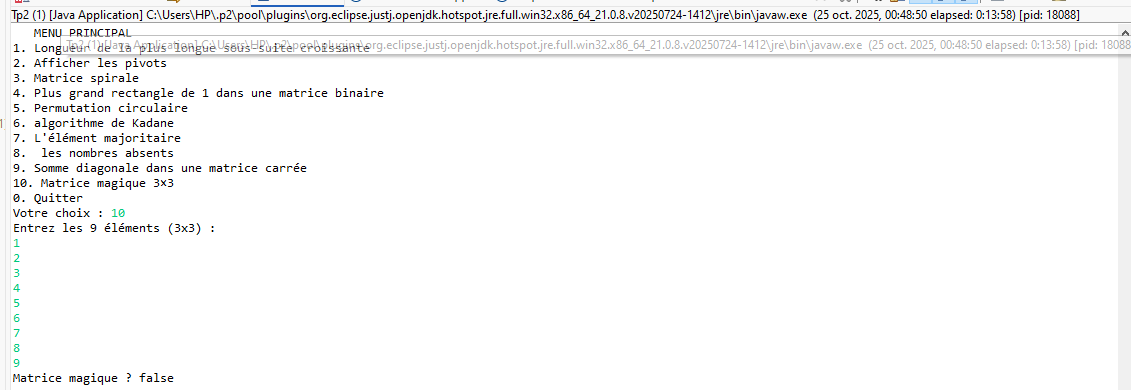 Tp2 (1) [Java Application] C:\Users\HP\.p2\pool\plugins\org.eclipse.justj.openjdk.hotspot.jre.full.win32.x86_64_21.0.8.v20250724-1412\jre\bin\javaw.exe (25 oct. 2025, 00:48:50 elapsed: 0:13:58) [pid: 18088]
MENU PRINCIPAL
Tp2 (1) [Java Application] C:\Users\HP\.p2\pool\plugins\org.eclipse.justj.openjdk.hotspot.jre.full.win32.x86_64_21.0.8.v20250724-1412\jre\bin\javaw.exe (25 oct. 2025, 00:48:50 elapsed: 0:13:58) [pid: 18088
1. Longueur de la plus longue sous-suite croissante
2. Afficher les pivots
3. Matrice spirale
4. Plus grand rectangle de 1 dans une matrice binaire
5. Permutation circulaire
6. algorithme de Kadane
7. L'élément majoritaire
8.  les nombres absents
9. Somme diagonale dans une matrice carrée
10. Matrice magique 3×3
0. Quitter
Votre choix : 10
Entrez les 9 éléments (3x3) :
1
2
3
4
5
6
7
8
9
Matrice magique ? false